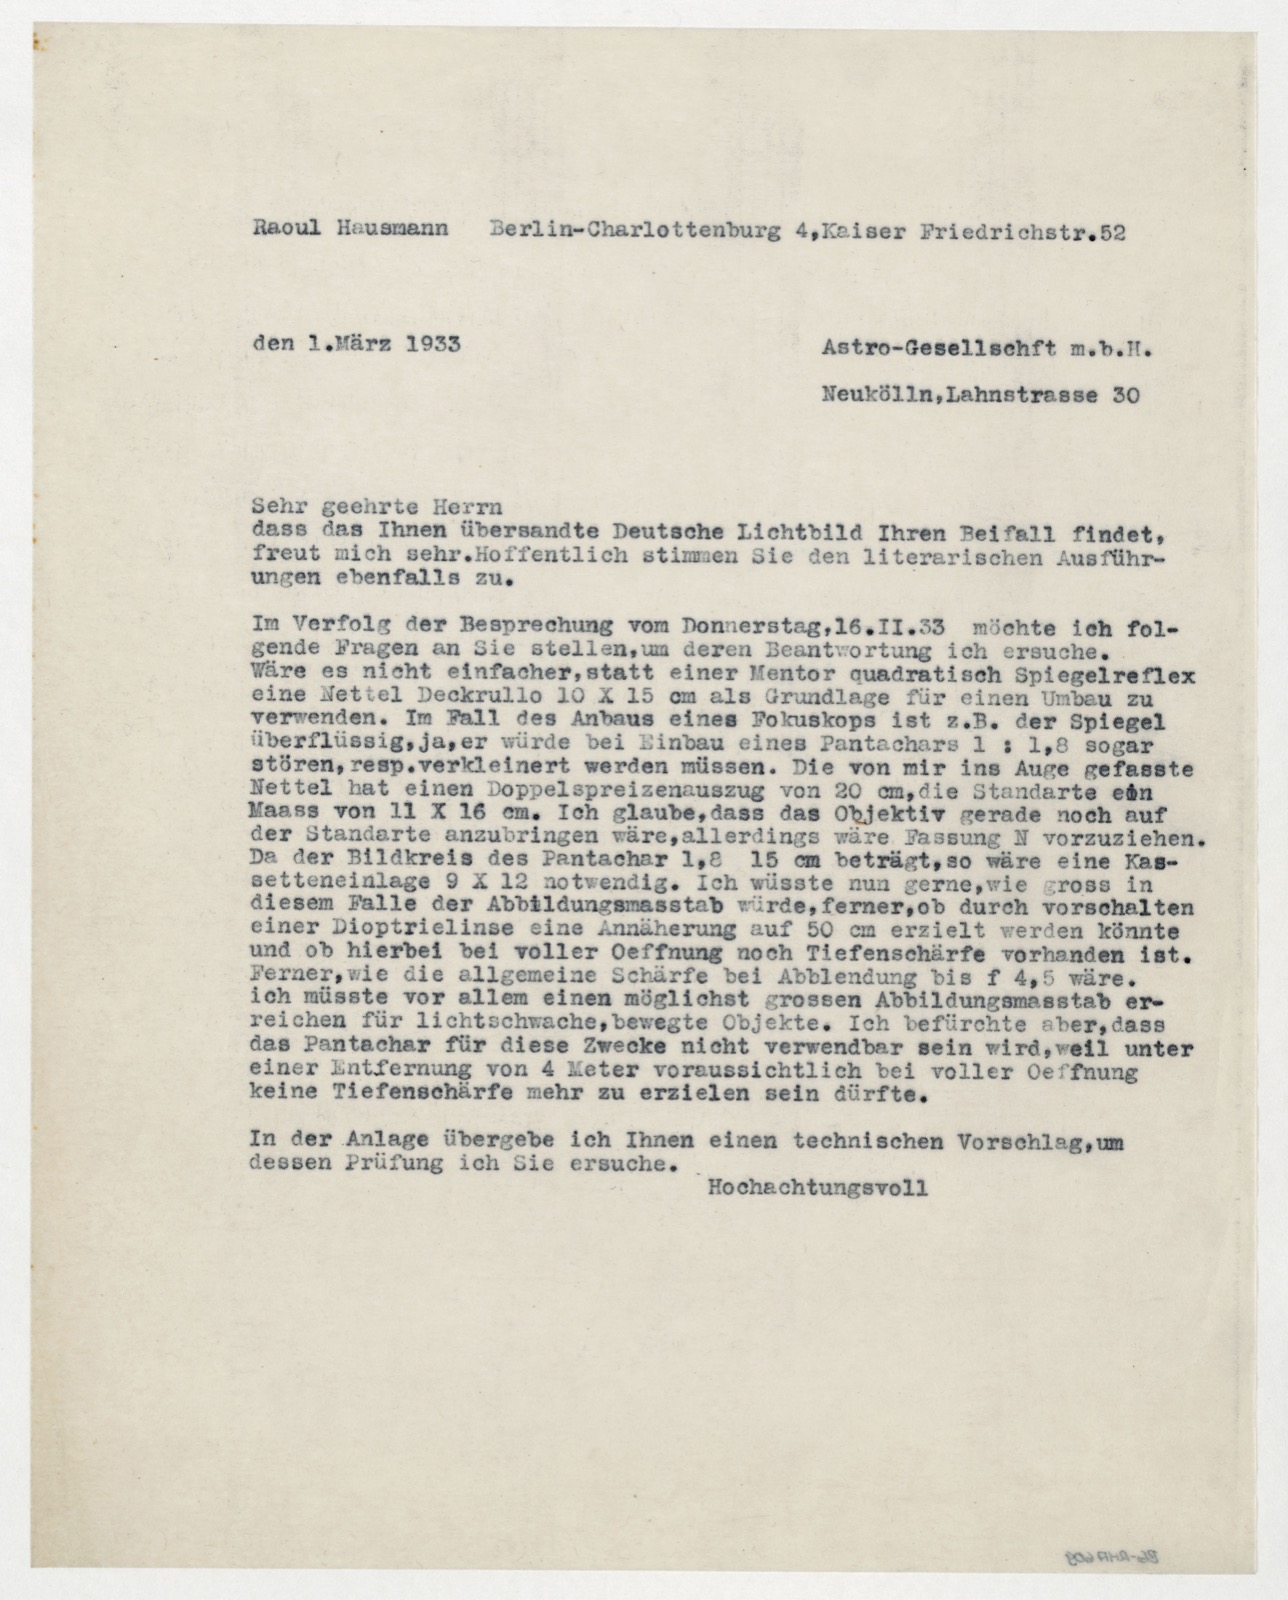 Raoul Hausmann Berlin-Charlottenburg 4,Kaiser Friedrichstr.52
den 1.März 1933
Astro-Gesellschft m.b.H.
Neukölln,Lahnstrasse 30
Sehr geehrte Herrn
dass das Ihnen übersandte Deutsche Lichtbild Ihren Beifall findet,
freut mich sehr.Hoffentlich stimmen Sie den literarischen Ausführ-
ungen ebenfalls zu.
Im Verfolg der Besprechung vom Donnerstag,16.II.33 möchte ich fol-
gende Fragen an Sie stellen,um deren Beantwortung ich ersuche.
Wäre es nicht einfacher,statt einer Mentor quadratisch Spiegelreflex
eine Nettel Deckrullo 10 X 15 cm als Grundlage für einen Umbau zu
verwenden. Im Fall des Anbaus eines Fokuskops ist z.B. der Spiegel
überflüssig,ja,er würde bei Einbau eines Pantachars 1 : 1,8 sogar
stören,resp.verkleinert werden müssen. Die von mir ins Auge gefasste
Nettel hat einen Doppelspreizenauszug von 20 cm,die Standarte ein
Maass von 11 X 16 cm. Ich glaube,dass das Objektiv gerade noch auf
der Standarte anzubringen wäre,allerdings wäre Fassung N vorzuziehen.
Da der Bildkreis des Pantachar 1,8 15 cm beträgt,so wäre eine Kas-
setteneinlage 9 X 12 notwendig. Ich wüsste nun gerne,wie gross in
diesem Falle der Abbildungsmasstab würde,ferner,ob durch vorschalten
einer Dioptrielinse eine Annäherung auf 50 cm erzielt werden könnte
und ob hierbei bei voller Oeffnung noch Tiefenschärfe vorhanden ist.
Ferner,wie die allgemeine Schärfe bei Abblendung bis f 4,5 wäre.
ich müsste vor allem einen möglichst grossen Abbildungsmasstab er-
reichen für lichtschwache,bewegte Objekte. Ich befürchte aber,dass
das Pantachar für diese Zwecke nicht verwendbar sein wird,weil unter
einer Entfernung von 4 Meter voraussichtlich bei voller Oeffnung
keine Tiefenschärfe mehr zu erzielen sein dürfte.
In der Anlage übergebe ich Ihnen einen technischen Vorschlag,um
dessen Prüfung ich Sie ersuche.
Hochachtungsvoll
BG-RHA 609